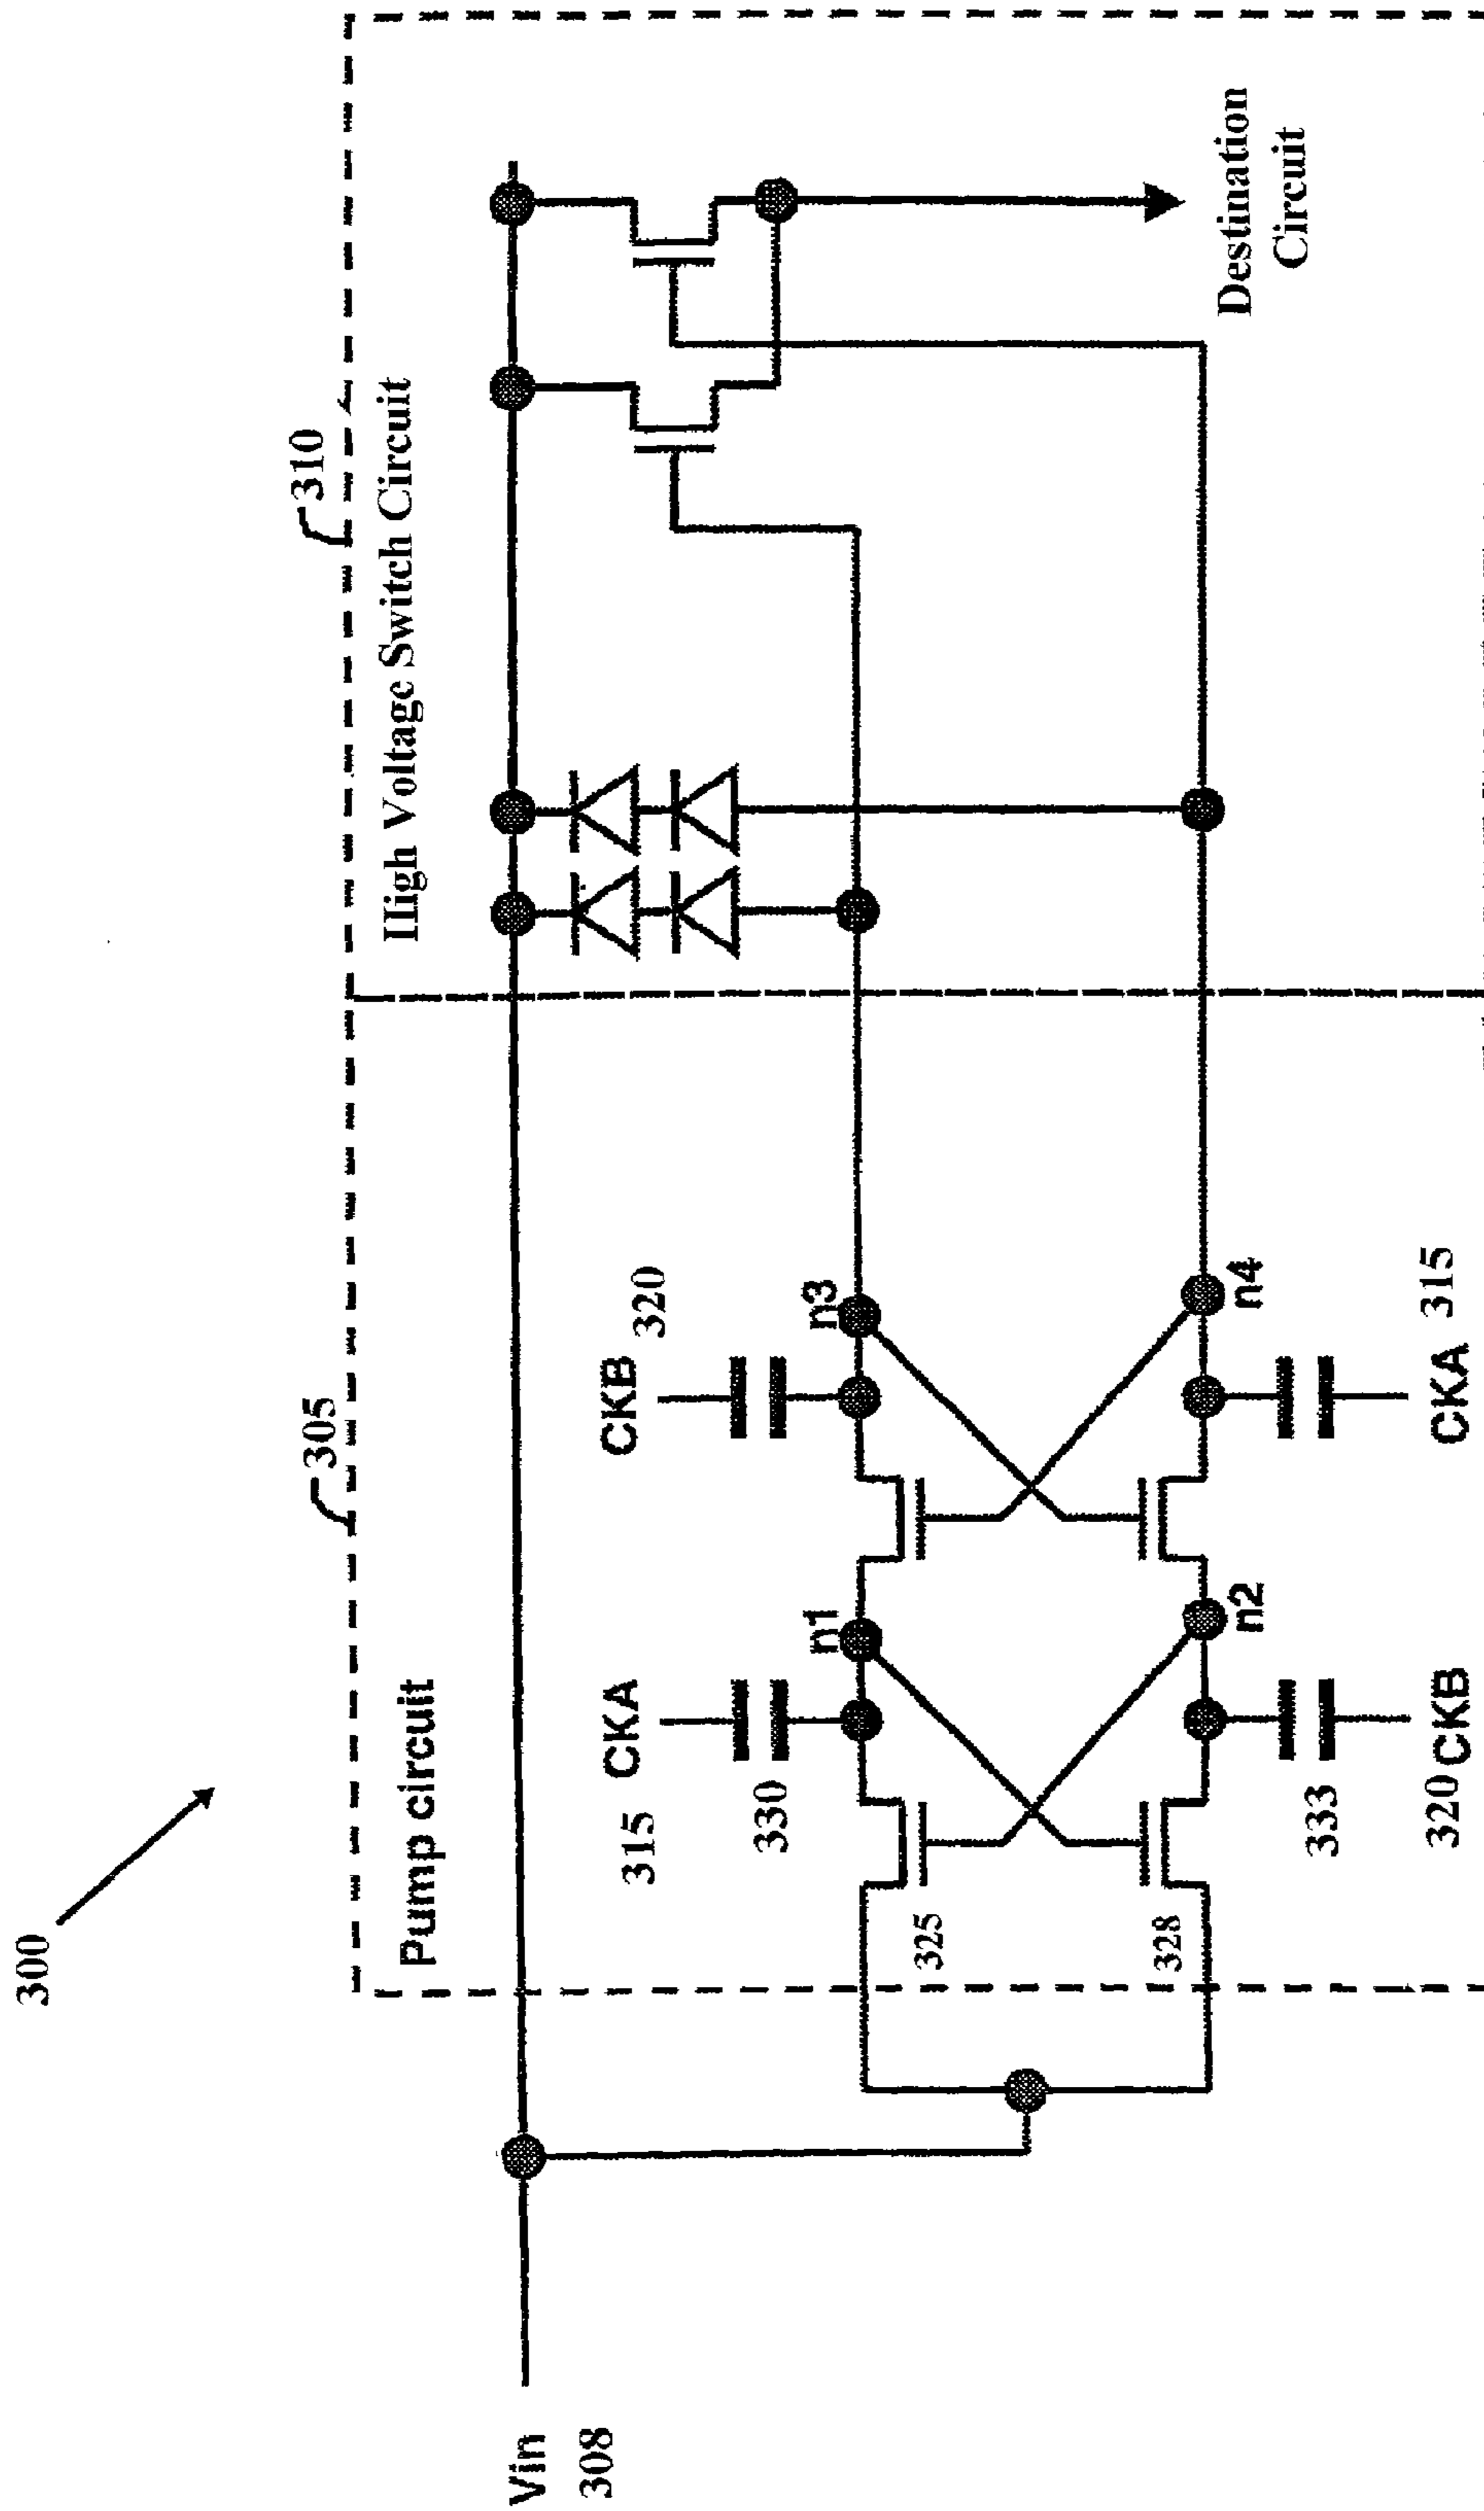 300
305
310
Pump circuit
High Voltage Switch Circuit
Vin
308
CKA
315
330
n1
CKB
320
n3
325
328
n2
n4
333
320 CKB
CKA 315
Destination
Circuit